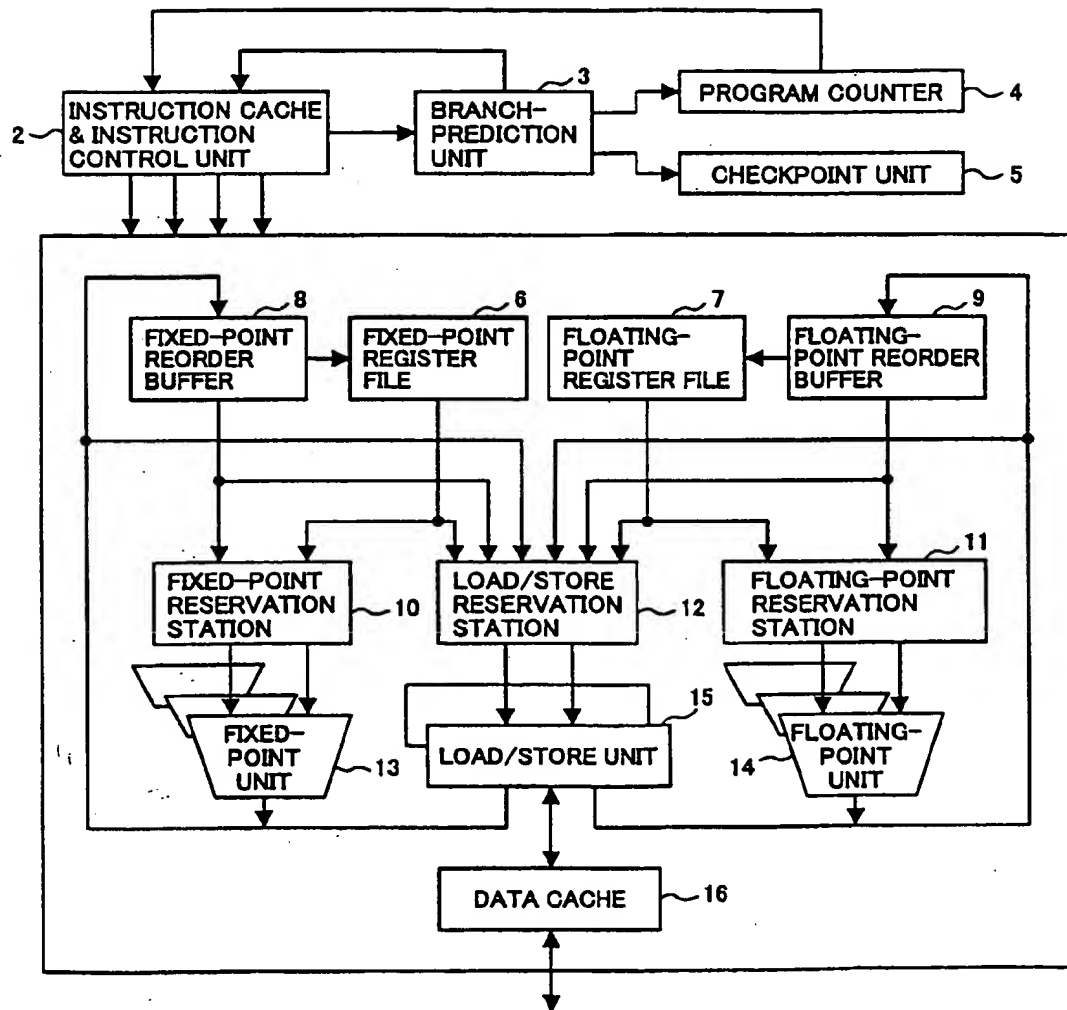 3
INSTRUCTION CACHE
& INSTRUCTION
CONTROL UNIT
2
BRANCH-
PREDICTION
UNIT
PROGRAM COUNTER
4
CHECKPOINT UNIT
5
8
FIXED-POINT
REORDER
BUFFER
6
FIXED-POINT
REGISTER
FILE
7
FLOATING-
POINT
REGISTER FILE
9
FLOATING-
POINT REORDER
BUFFER
FIXED-POINT
RESERVATION
STATION
10
LOAD/STORE
RESERVATION
STATION
12
11
FLOATING-POINT
RESERVATION
STATION
FIXED-
POINT
UNIT
13
15
LOAD/STORE UNIT
FLOATING-
POINT
UNIT
14
DATA CACHE
16